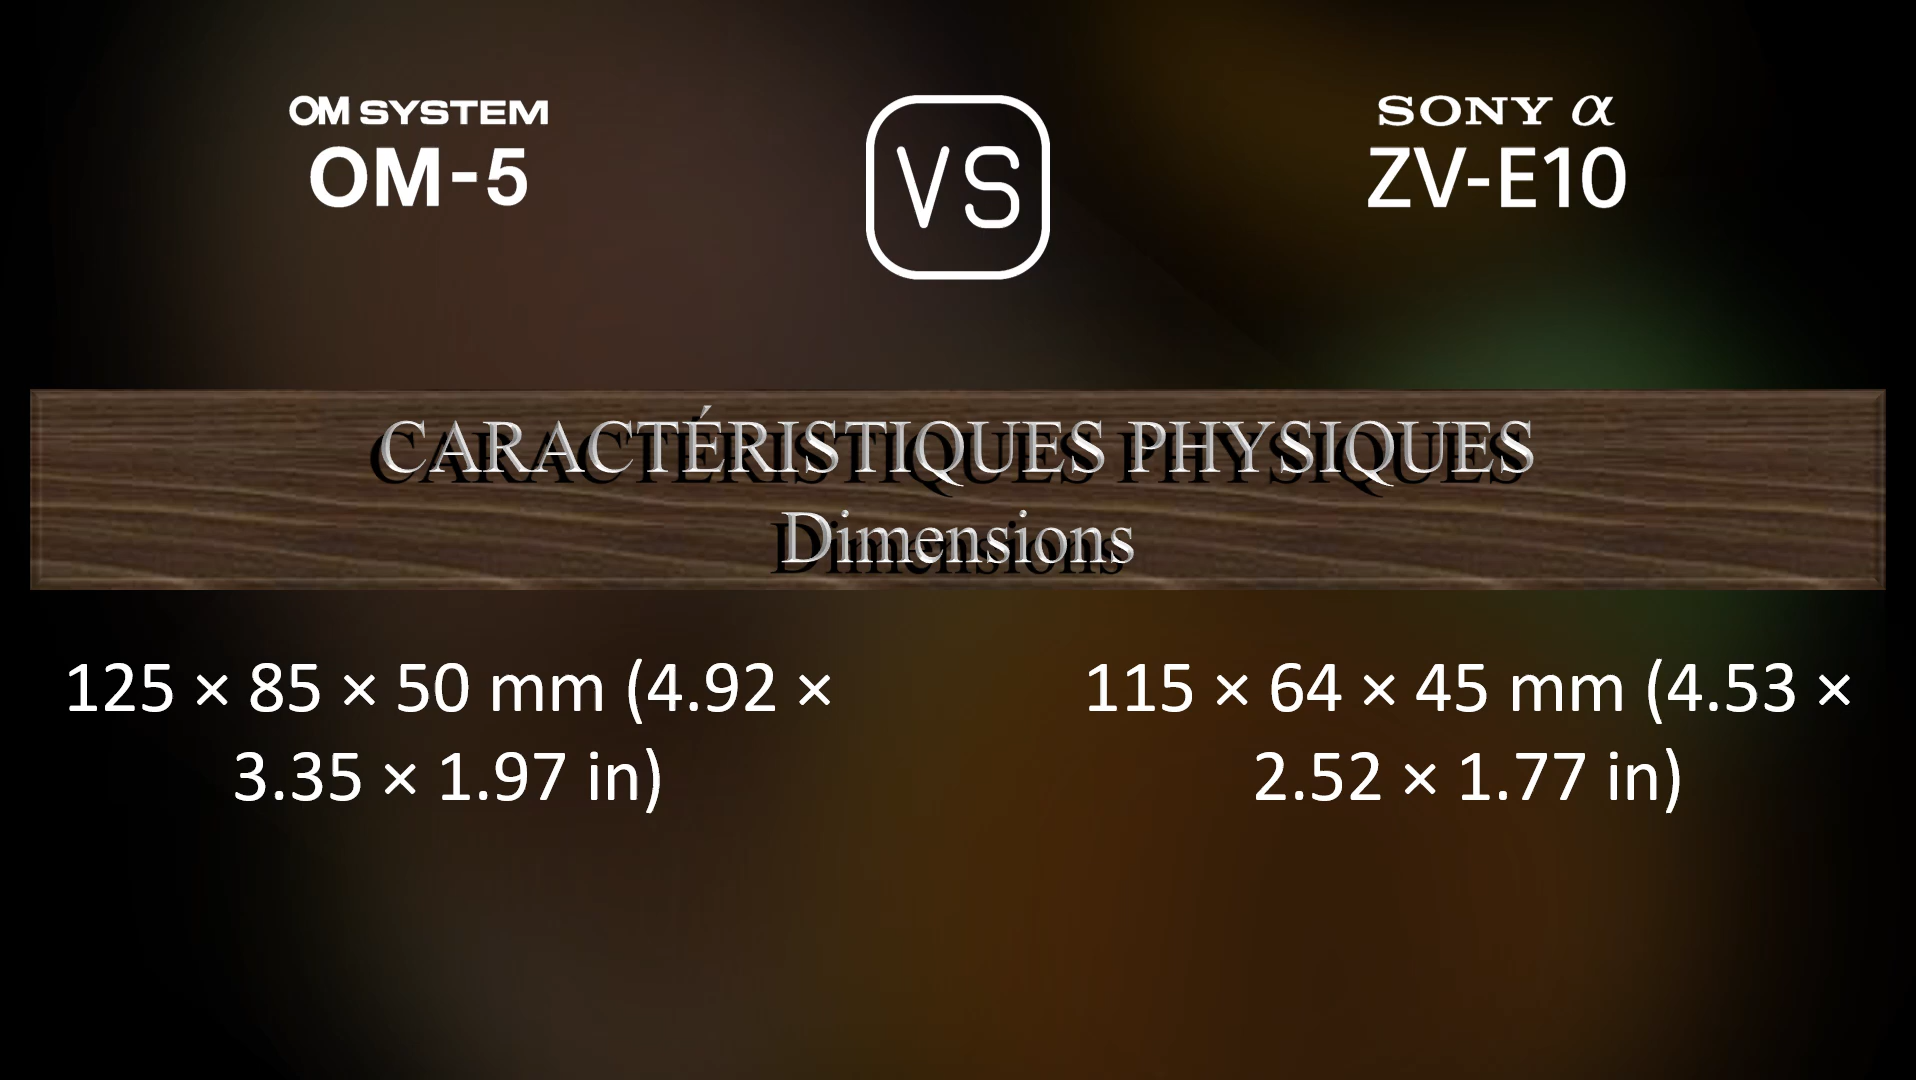 OM SYSTEM
OM-5
VS
SONY α
ZV-E10
CARACTÉRISTIQUES PHYSIQUES
Dimensions
125 × 85 × 50 mm (4.92 ×
3.35 × 1.97 in)
115 × 64 × 45 mm (4.53 ×
2.52 × 1.77 in)